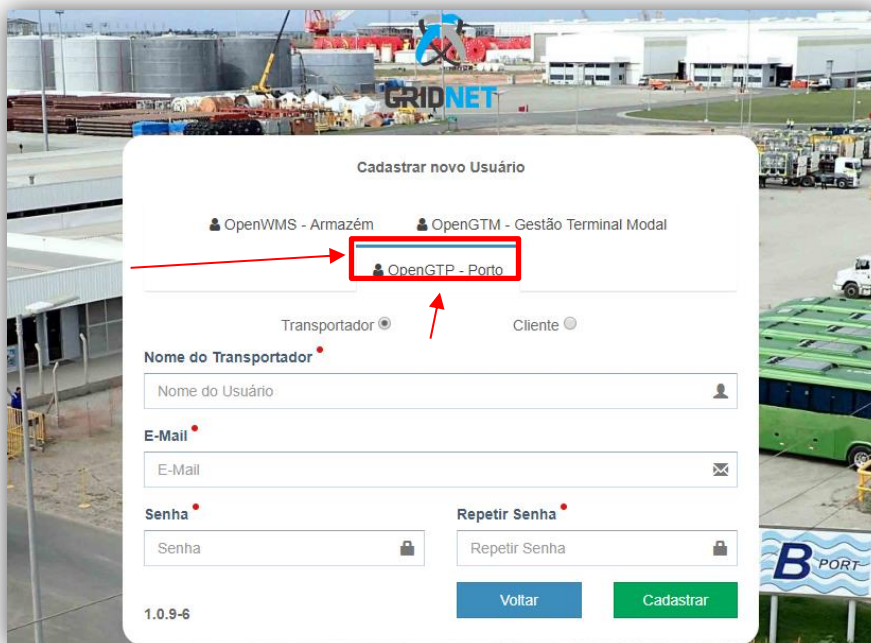 GRIDNET
Cadastrar novo Usuário
OpenWMS - Armazém OpenGTM - Gestão Terminal Modal
OpenGTP - Porto
Transportador Cliente
Nome do Transportador
Nome do Usuário
E-Mail
E-Mail
Senha Repetir Senha
Senha Repetir Senha
B PORT
Voltar Cadastrar
1.0.9-6